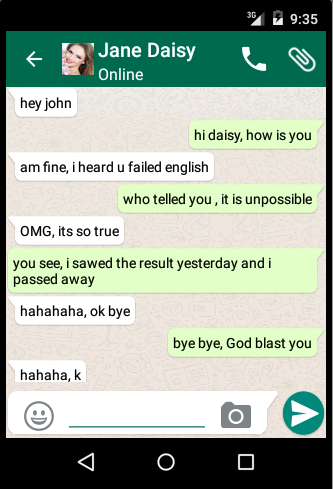 3G 9:35
Jane Daisy
Online
hey john
hi daisy, how is you
am fine, i heard u failed english
who told you , it is unpossible
OMG, its so true
you see, i sawed the result yesterday and i
passed away
hahahaha, ok bye
bye bye, God blast you
hahaha, k